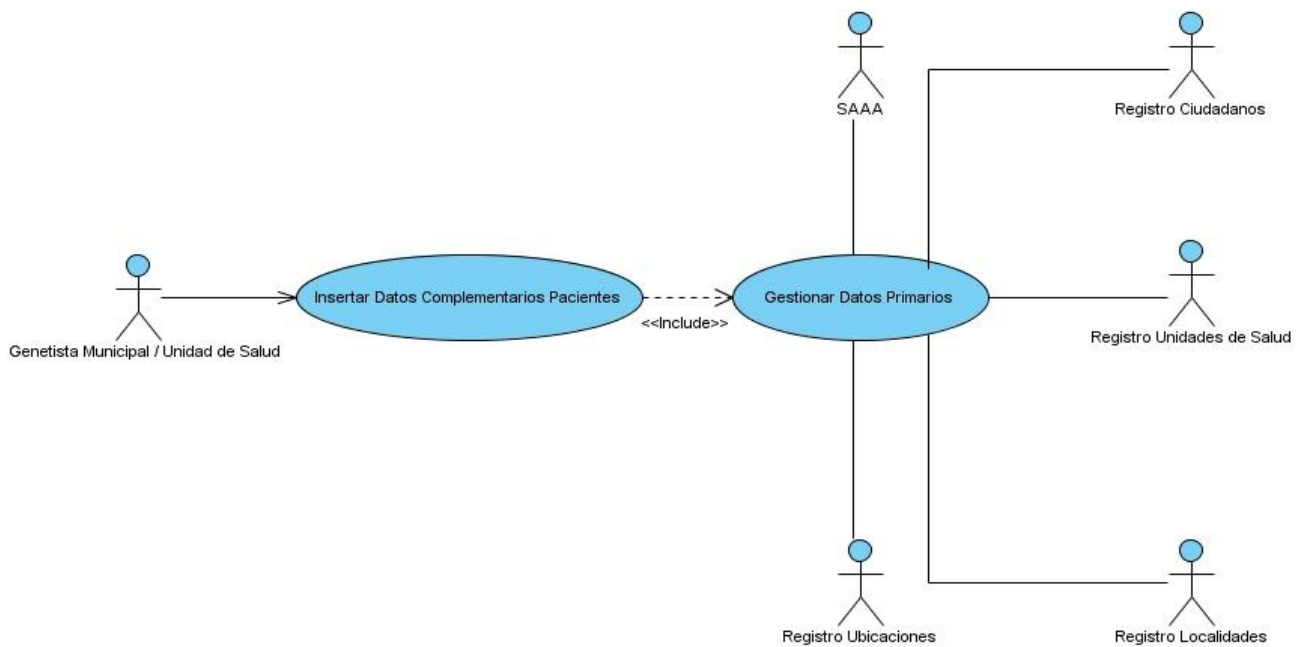 SAAA
Registro Ciudadanos
Insertar Datos Complementarios Pacientes
<<Include>>
Gestionar Datos Primarios
Genetista Municipal / Unidad de Salud
Registro Unidades de Salud
Registro Ubicaciones
Registro Localidades